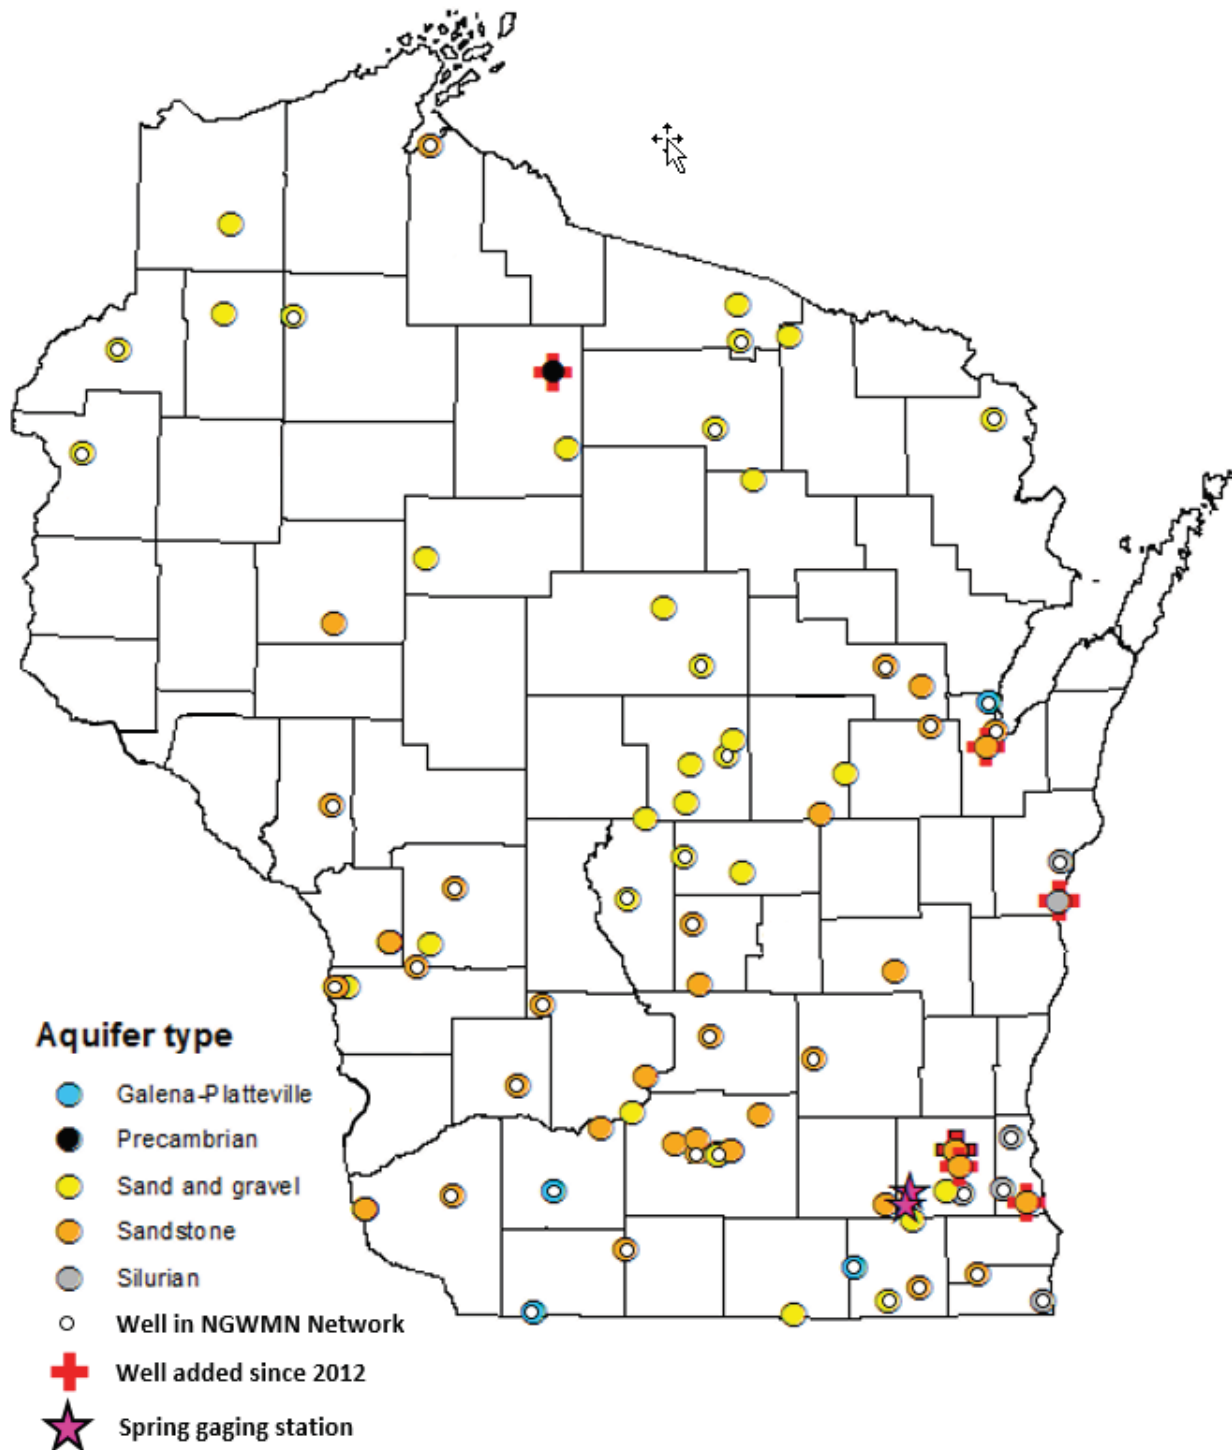 Aquifer type
Galena-Platteville
Precambrian
Sand and gravel
Sandstone
Silurian
Well in NGWMN Network
Well added since 2012
Spring gaging station